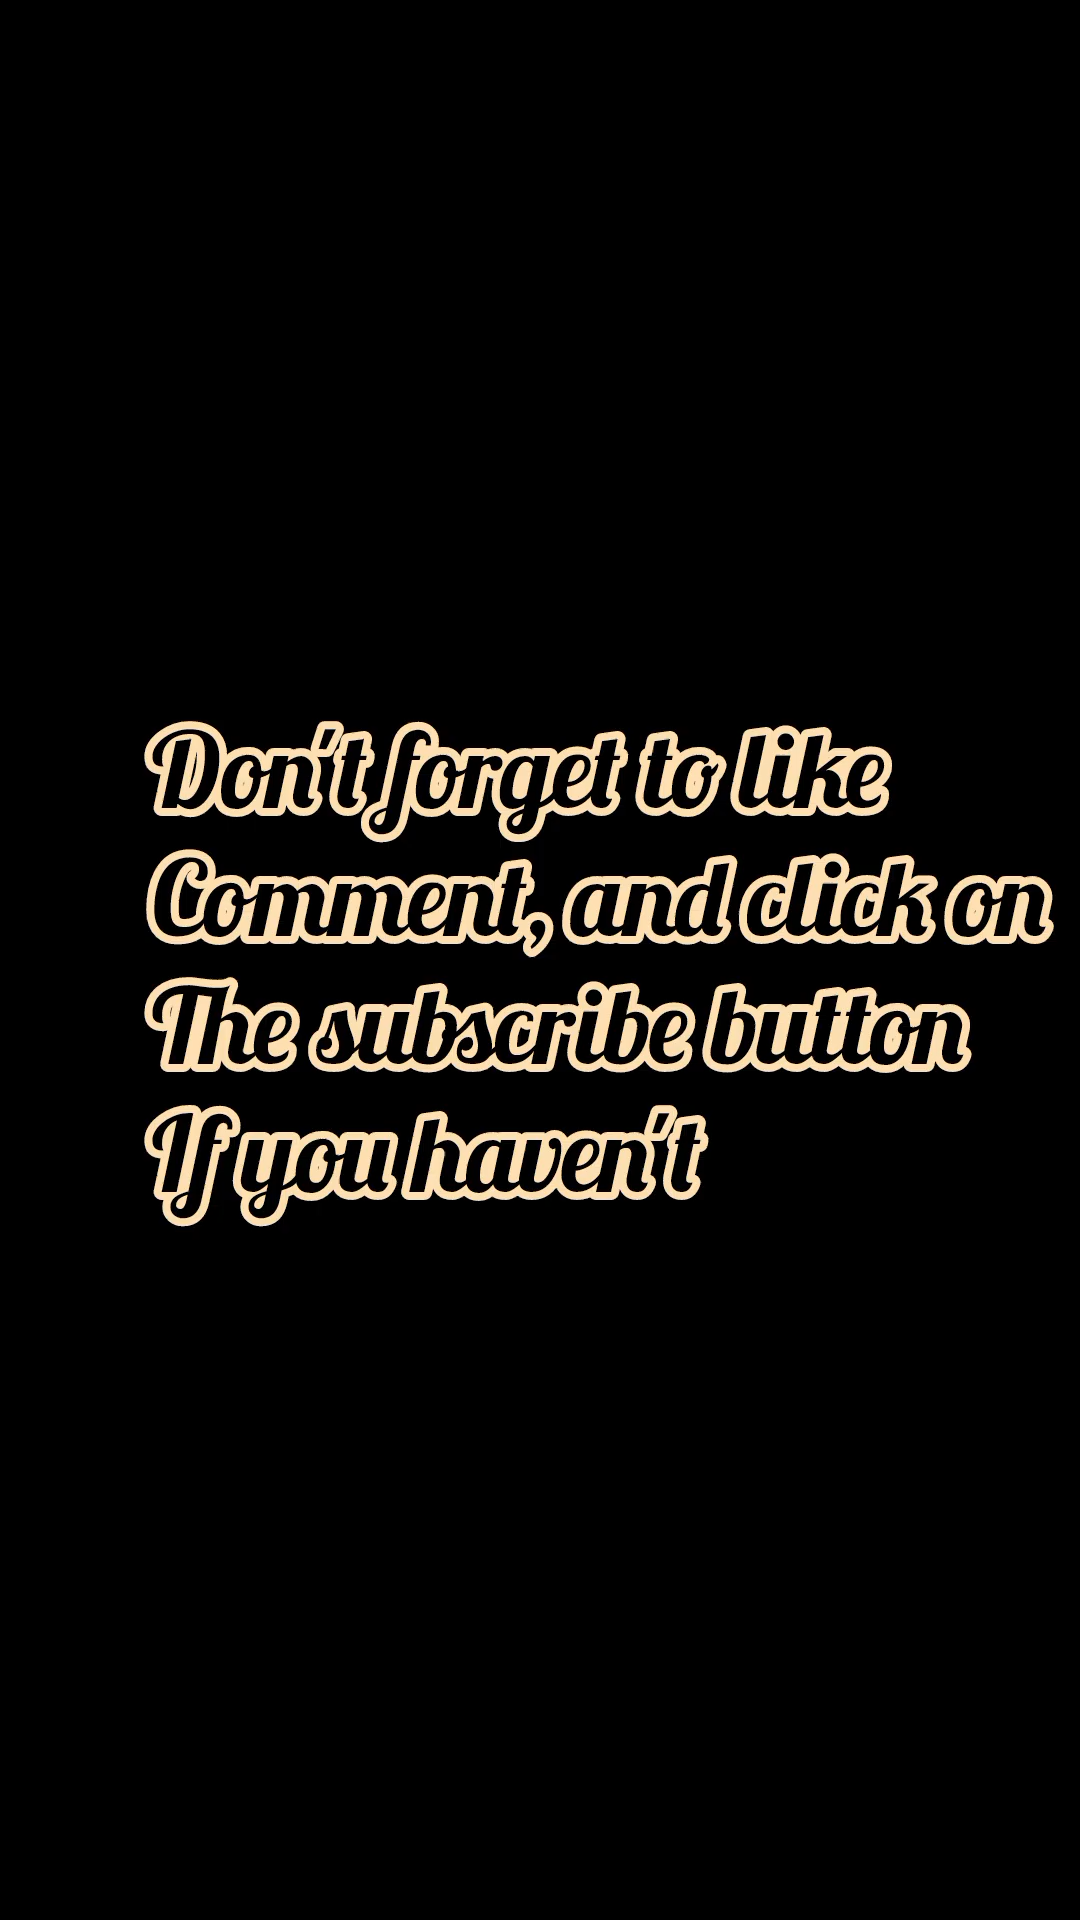 Don't forget to like
Comment, and click on
The subscribe button
If you haven't